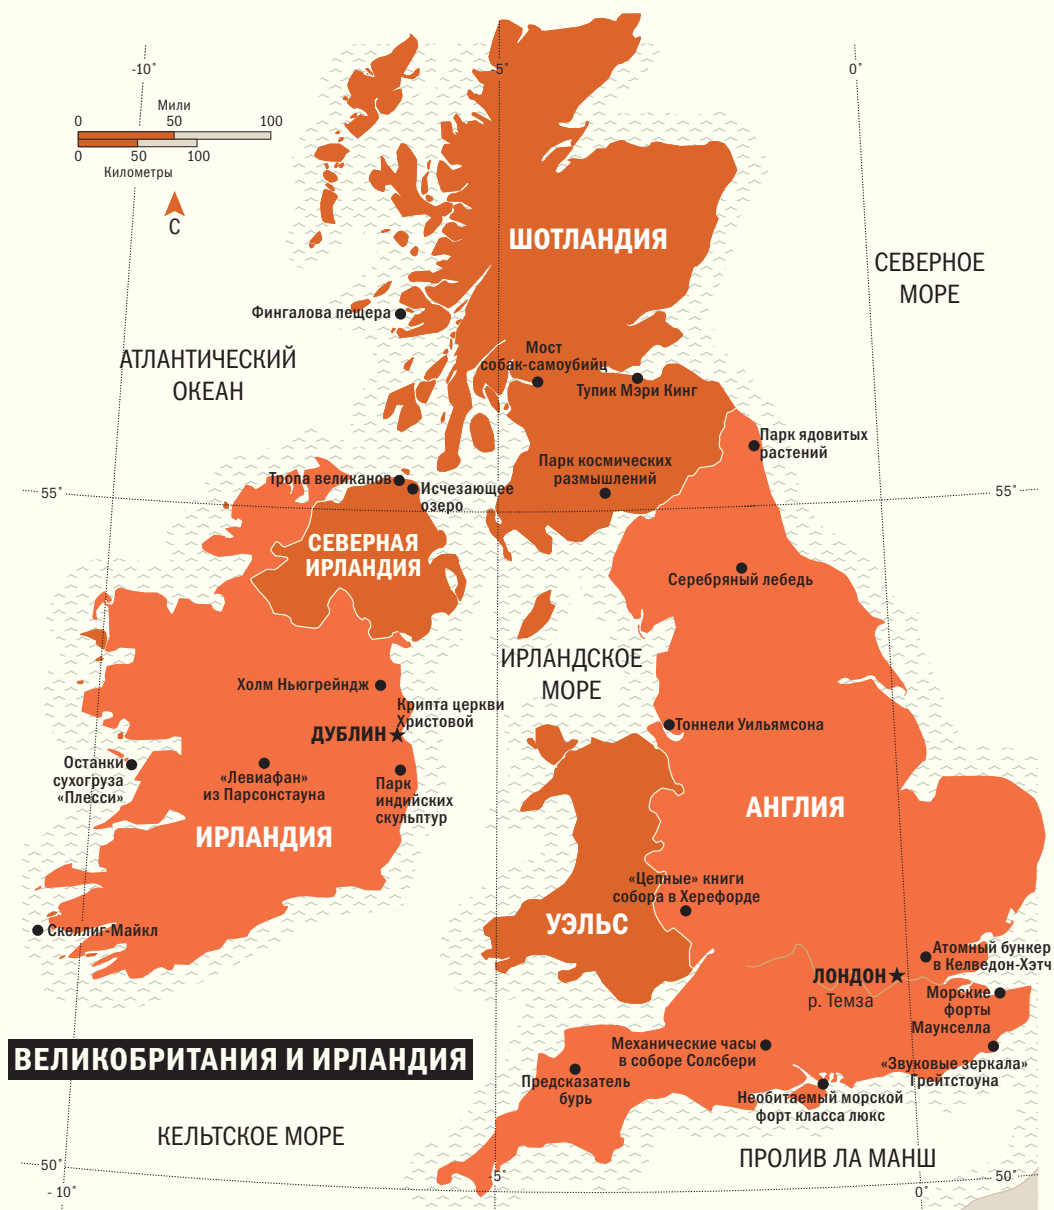 -10˚
-5˚
0˚
Мили
0 50 100
0 50 100
Километры
С
ШОТЛАНДИЯ
СЕВЕРНОЕ
МОРЕ
Фингалова пещера
АТЛАНТИЧЕСКИЙ
ОКЕАН
Мост
собак-самоубийц
Тупик Мэри Кинг
Парк ядовитых
растений
Парк космических
размышлений
Тропа великанов
Исчезающее
озеро
55˚
55˚
СЕВЕРНАЯ
ИРЛАНДИЯ
Серебряный лебедь
ИРЛАНДСКОЕ
МОРЕ
Холм Ньюгрейндж
Крипта церкви
Христовой
ДУБЛИН
Тоннели Уильямсона
Останки
сухогруза
«Плесси»
«Левиафан»
из Парсонстауна
Парк
индийских
скульптур
ИРЛАНДИЯ
АНГЛИЯ
«Цепные» книги
собора в Херефорде
УЭЛЬС
Скеллиг-Майкл
Атомный бункер
в Келведон-Хэтч
ЛОНДОН
р. Темза
Морские
форты
Маунселла
Механические часы
в соборе Солсбери
«Звуковые зеркала»
Грейтстоуна
ВЕЛИКОБРИТАНИЯ И ИРЛАНДИЯ
Предсказатель
бурь
Необитаемый морской
форт класса люкс
КЕЛЬТСКОЕ МОРЕ
ПРОЛИВ ЛА МАНШ
50˚
-5˚
50˚
- 10˚
0˚